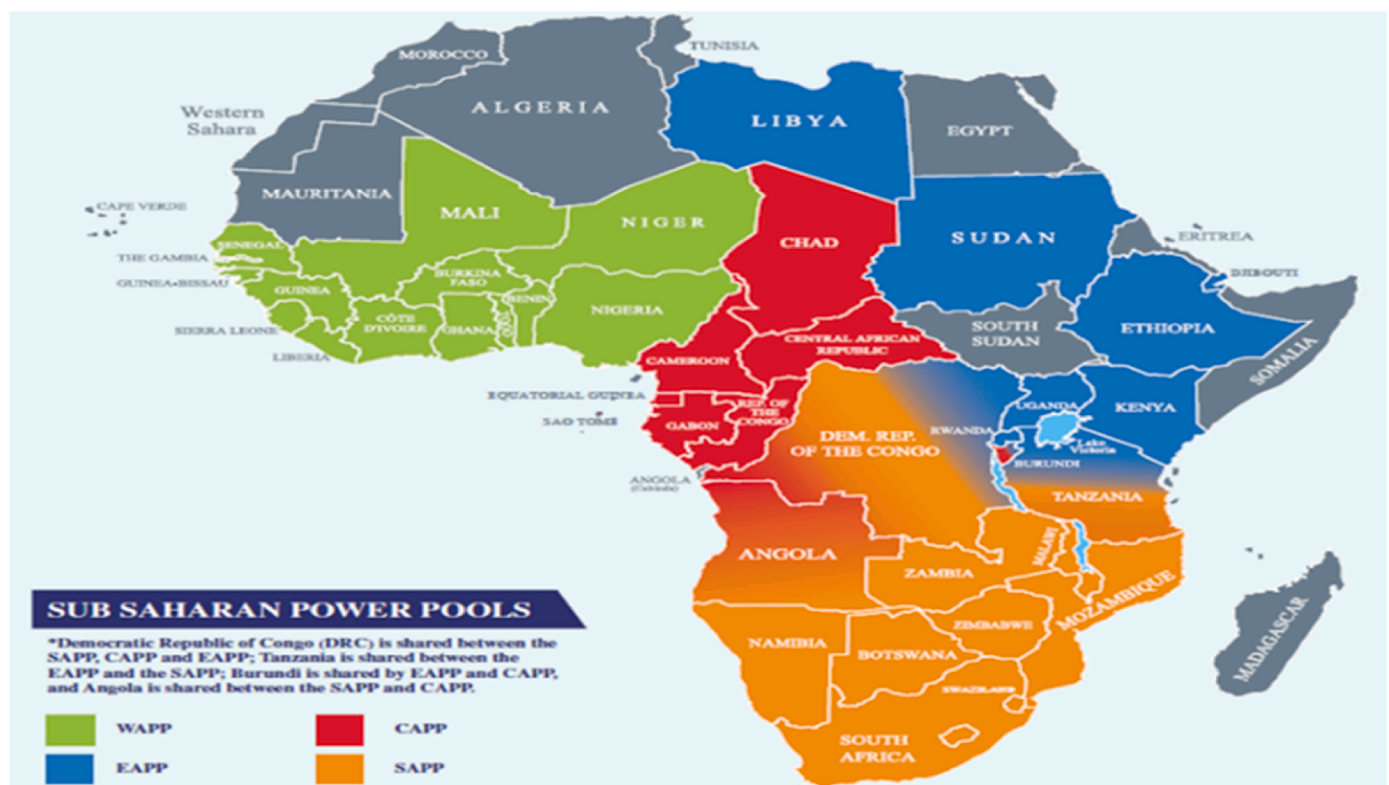 MOROCCO
TUNISIA
ALGERIA
LIBYA
EGYPT
Western
Sahara
MAURITANIA
CAPE VERDE
MALI
NIGER
CHAD
SUDAN
ERITREA
DJIBOUTI
SENEGAL
THE GAMBIA
GUINEA-BISSAU
GUINEA
BURKINA
FASO
BENIN
NIGERIA
CÔTE
D'IVOIRE
GHANA
TOGO
SIERRA LEONE
LIBERIA
SOUTH
SUDAN
ETHIOPIA
SOMALIA
CENTRAL AFRICAN
REPUBLIC
CAMEROON
EQUATORIAL GUINEA
SAO TOMÉ
GABON
REP. OF
THE
CONGO
UGANDA
KENYA
RWANDA
Lake
Victoria
DEM. REP.
OF THE CONGO
BURUNDI
ANGOLA
(Cabinda)
TANZANIA
ANGOLA
ZAMBIA
MALAWI
MOZAMBIQUE
ZIMBABWE
NAMIBIA
BOTSWANA
SWAZILAND
SOUTH
AFRICA
MADAGASCAR
SUB SAHARAN POWER POOLS
*Democratic Republic of Congo (DRC) is shared between the
SAPP, CAPP and EAPP; Tanzania is shared between the
EAPP and the SAPP; Burundi is shared by EAPP and CAPP,
and Angola is shared between the SAPP and CAPP.
WAPP
CAPP
EAPP
SAPP